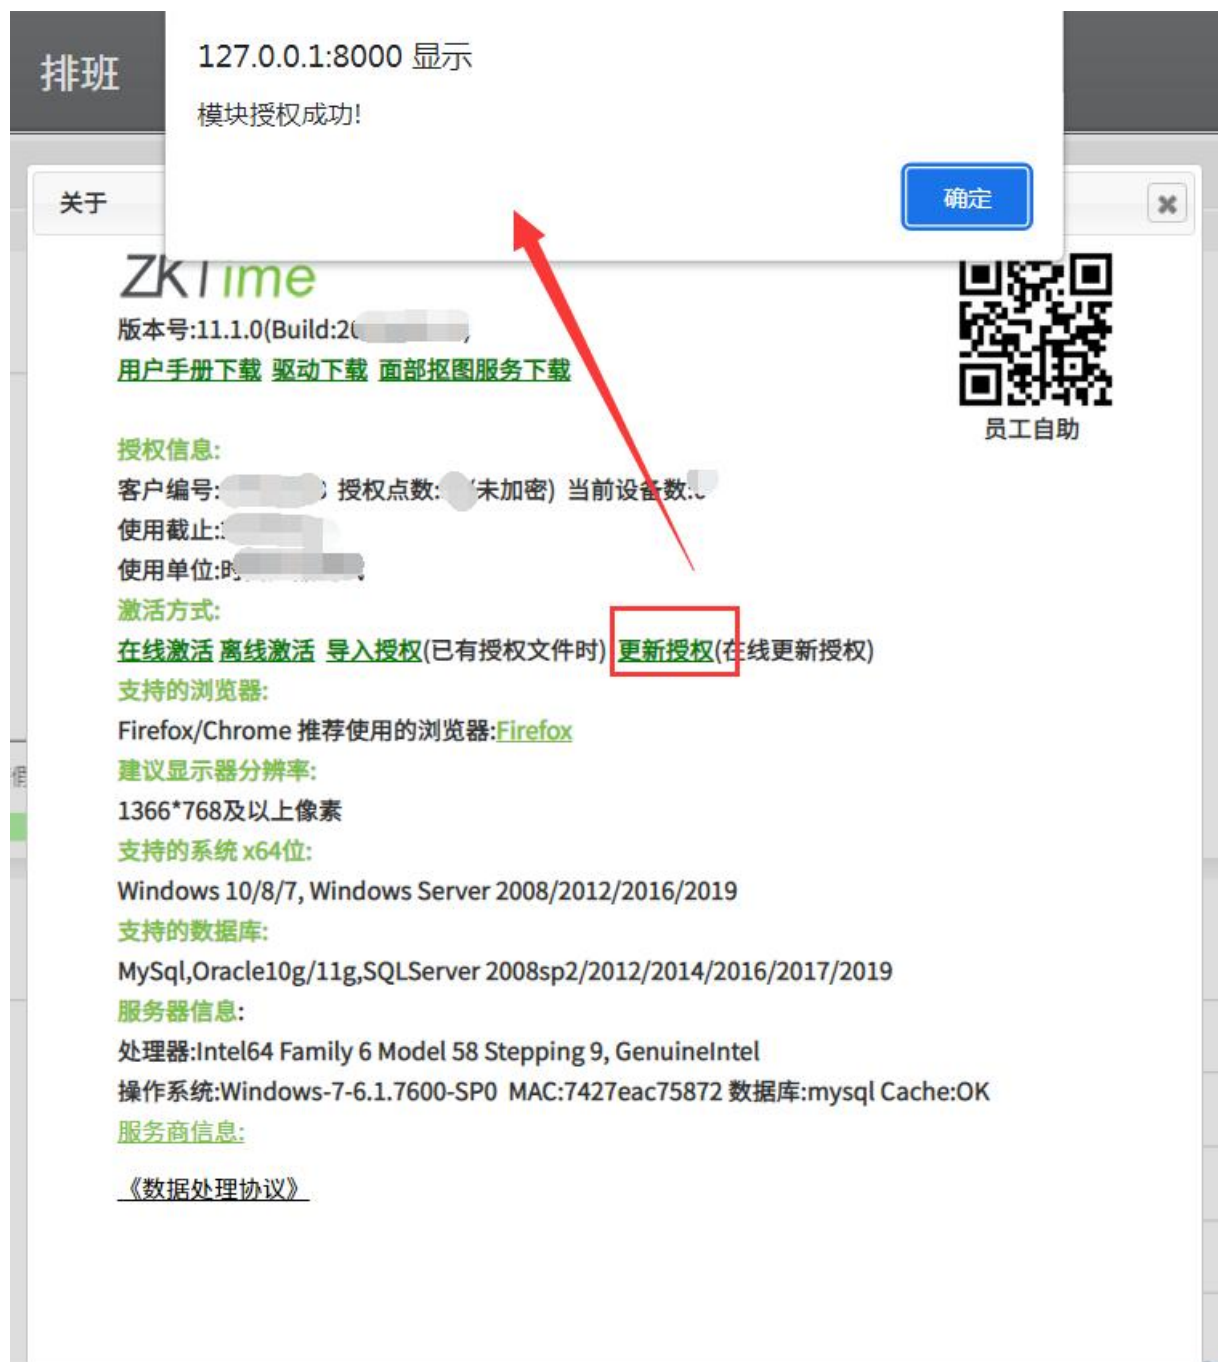 排班
127.0.0.1:8000 显示
模块授权成功!
确定
关于
ZKTime
版本号:11.1.0(Build:2
用户手册下载 驱动下载 面部抠图服务下载
员工自助
授权信息:
客户编号: 授权点数: (未加密) 当前设备数:
使用截止:
使用单位:时
激活方式:
在线激活 离线激活 导入授权(已有授权文件时) 更新授权(在线更新授权)
支持的浏览器:
Firefox/Chrome 推荐使用的浏览器:Firefox
建议显示器分辨率:
1366*768及以上像素
支持的系统 x64位:
Windows 10/8/7, Windows Server 2008/2012/2016/2019
支持的数据库:
MySql,Oracle10g/11g,SQLServer 2008sp2/2012/2014/2016/2017/2019
服务器信息:
处理器:Intel64 Family 6 Model 58 Stepping 9, GenuineIntel
操作系统:Windows-7-6.1.7600-SP0 MAC:7427eac75872 数据库:mysql Cache:OK
服务商信息:
《数据处理协议》